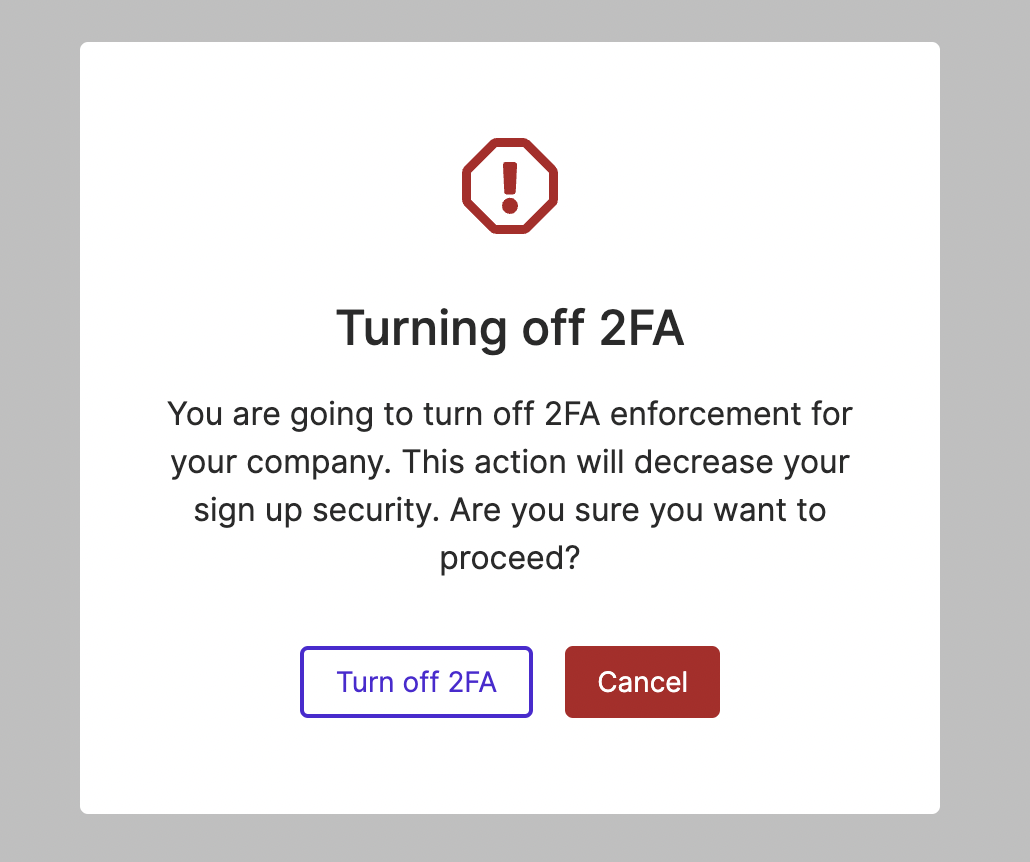 Turning off 2FA
You are going to turn off 2FA enforcement for
your company. This action will decrease your
sign up security. Are you sure you want to
proceed?
Turn off 2FA
Cancel